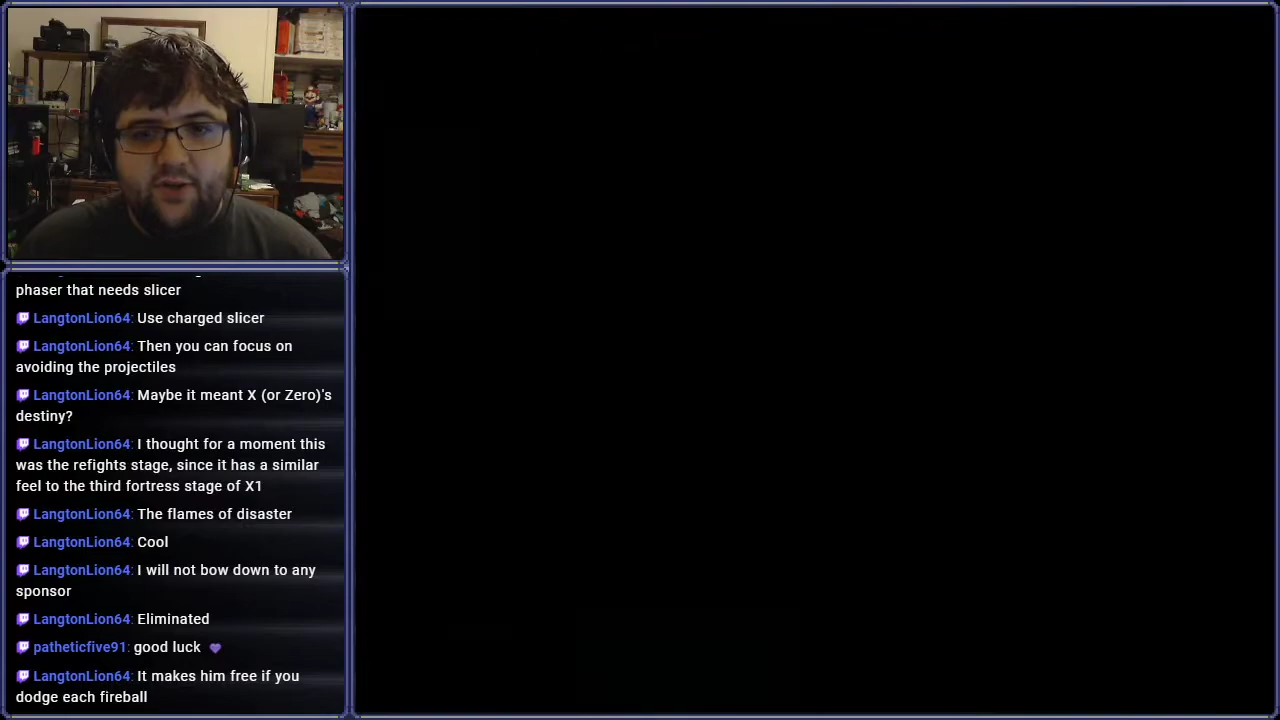 phaser that needs slicer
LangtonLion64: Use charged slicer
LangtonLion64: Then you can focus on
avoiding the projectiles
LangtonLion64: Maybe it meant X (or Zero)'s
destiny?
LangtonLion64: I thought for a moment this
was the refights stage, since it has a similar
feel to the third fortress stage of X1
LangtonLion64: The flames of disaster
LangtonLion64: Cool
LangtonLion64: I will not bow down to any
sponsor
LangtonLion64: Eliminated
patheticfive91: good luck 💜
LangtonLion64: It makes him free if you
dodge each fireball